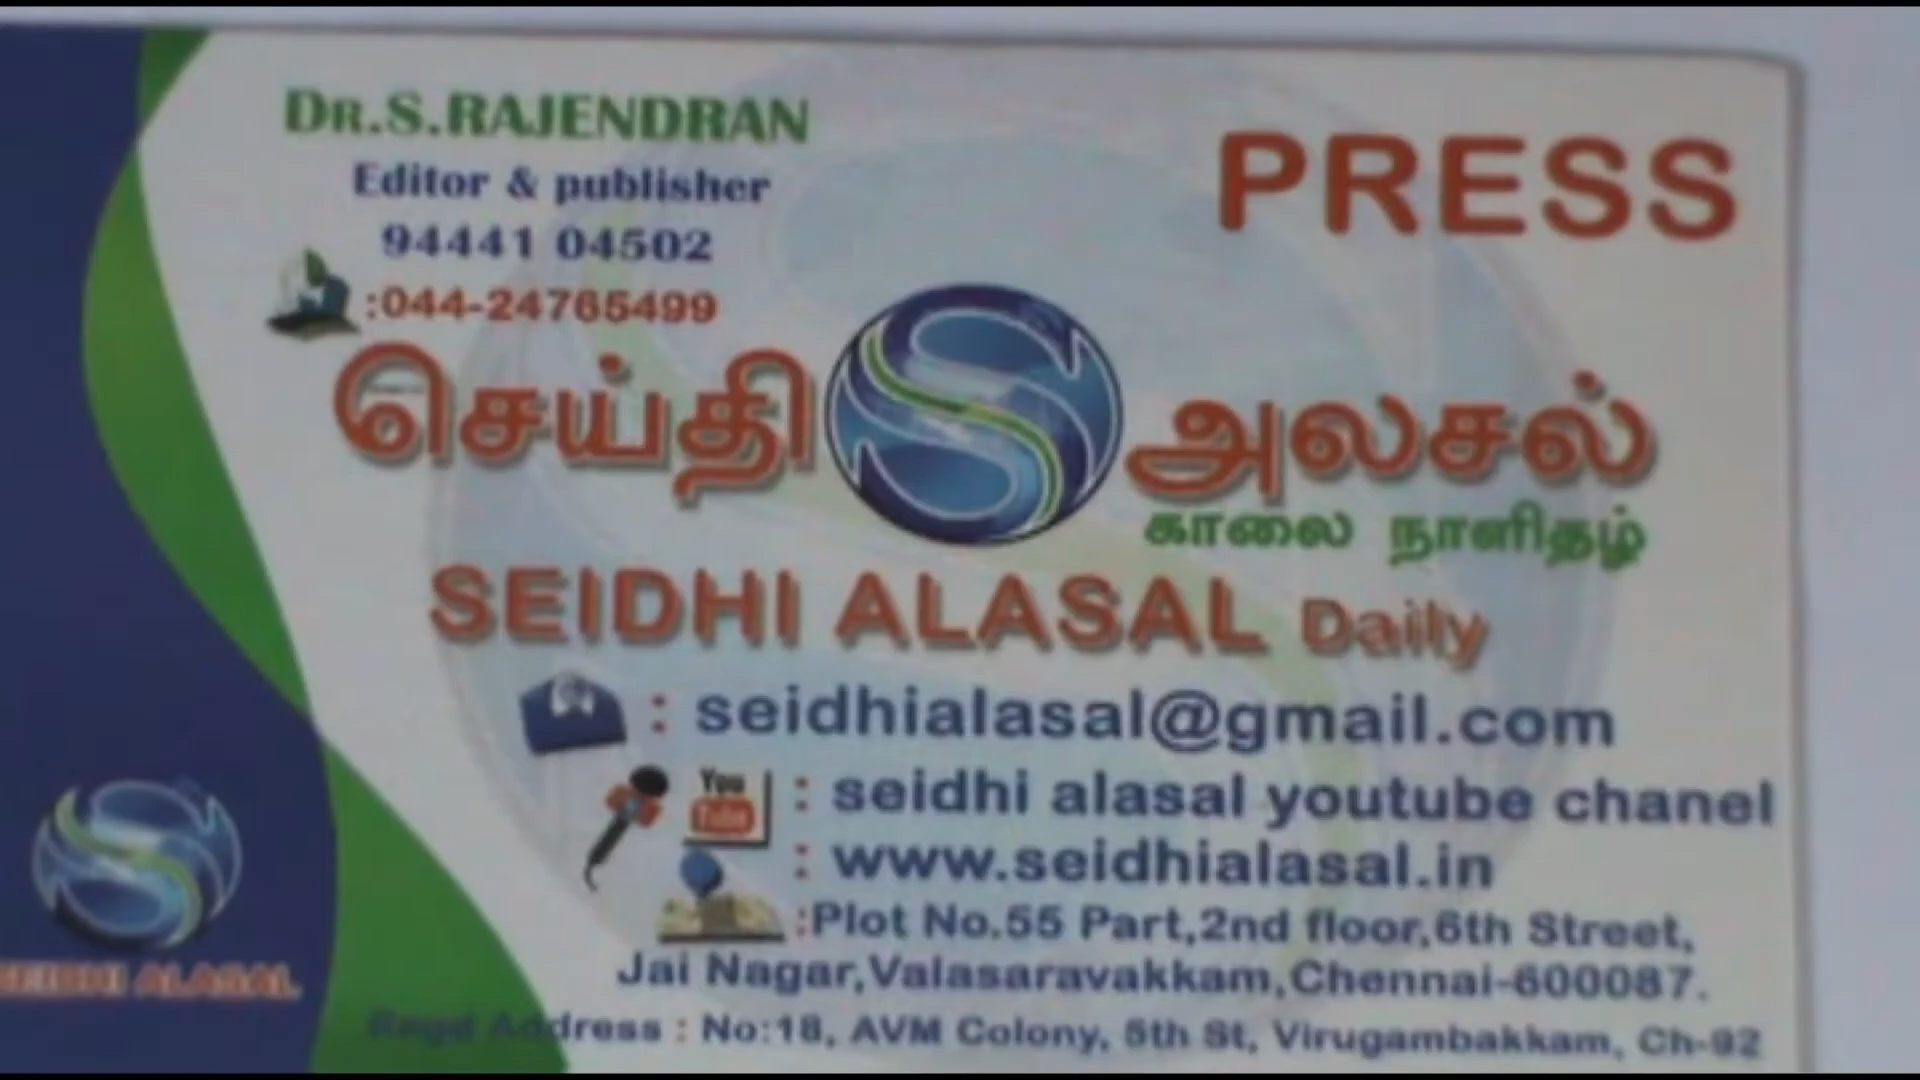 DR.S.RAJENDRAN
PRESS
Editor & publisher
94441 04502
:044-24765499
செய்தி அலசல்
காலை நாளிதழ்
SEIDHI ALASAL Daily
: seidhialasal@gmail.com
You Tube : seidhi alasal youtube chanel
: www.seidhialasal.in
:Plot No.55 Part,2nd floor,6th Street,
Jai Nagar,Valasaravakkam,Chennai-600087.
Regd Address : No:18, AVM Colony, 5th St, Virugambakkam, Ch-92
SEIDHI ALASAL